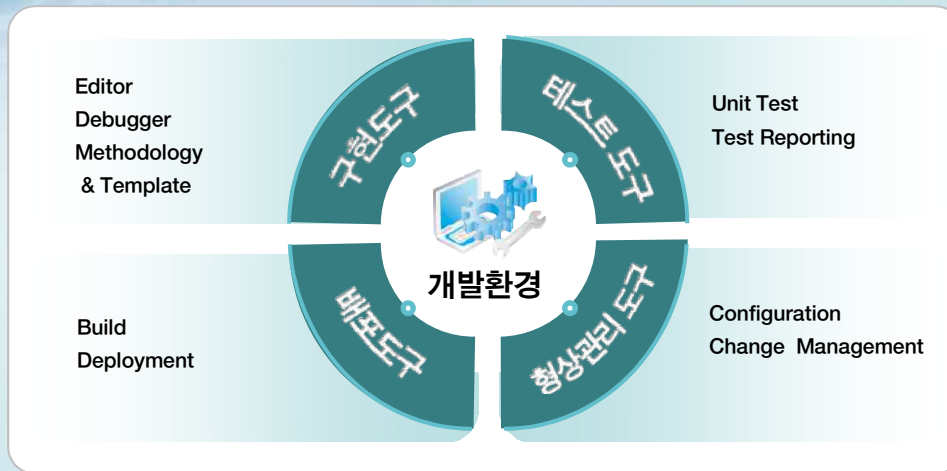 Editor
Debugger
Methodology
& Template
구현도구
테스트 도구
Unit Test
Test Reporting
개발환경
Build
Deployment
배포도구
형상관리 도구
Configuration
Change Management